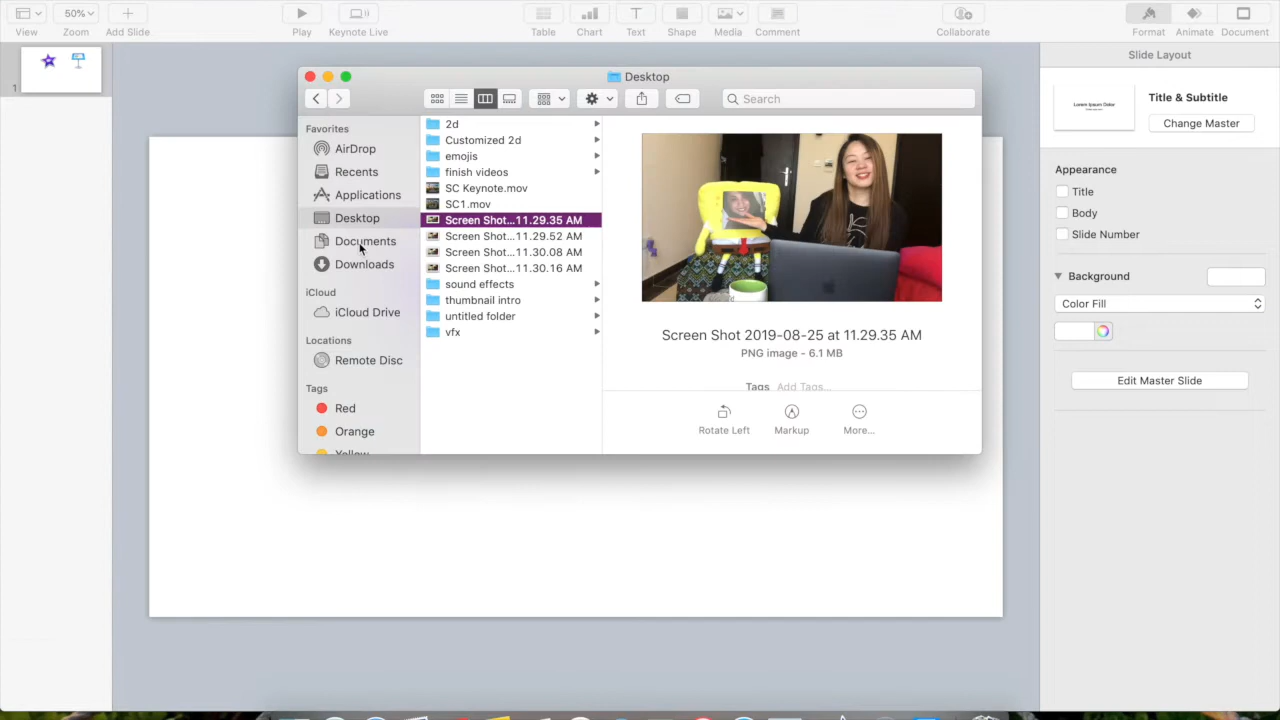 View
50%
Zoom
Add Slide
Play
Keynote Live
Table
Chart
Text
Shape
Media
Comment
Collaborate
Format
Animate
Document
1
Desktop
Search
Favorites
AirDrop
Recents
Applications
Desktop
Documents
Downloads
iCloud
iCloud Drive
Locations
Remote Disc
Tags
Red
Orange
Yellow
2d
Customized 2d
emojis
finish videos
SC Keynote.mov
SC1.mov
Screen Shot...11.29.35 AM
Screen Shot...11.29.52 AM
Screen Shot...11.30.08 AM
Screen Shot...11.30.16 AM
sound effects
thumbnail intro
untitled folder
vfx
Screen Shot 2019-08-25 at 11.29.35 AM
PNG image - 6.1 MB
Tags Add Tags...
Rotate Left
Markup
More...
Slide Layout
Lorem Ipsum Dolor
Title & Subtitle
Change Master
Appearance
Title
Body
Slide Number
Background
Color Fill
Edit Master Slide